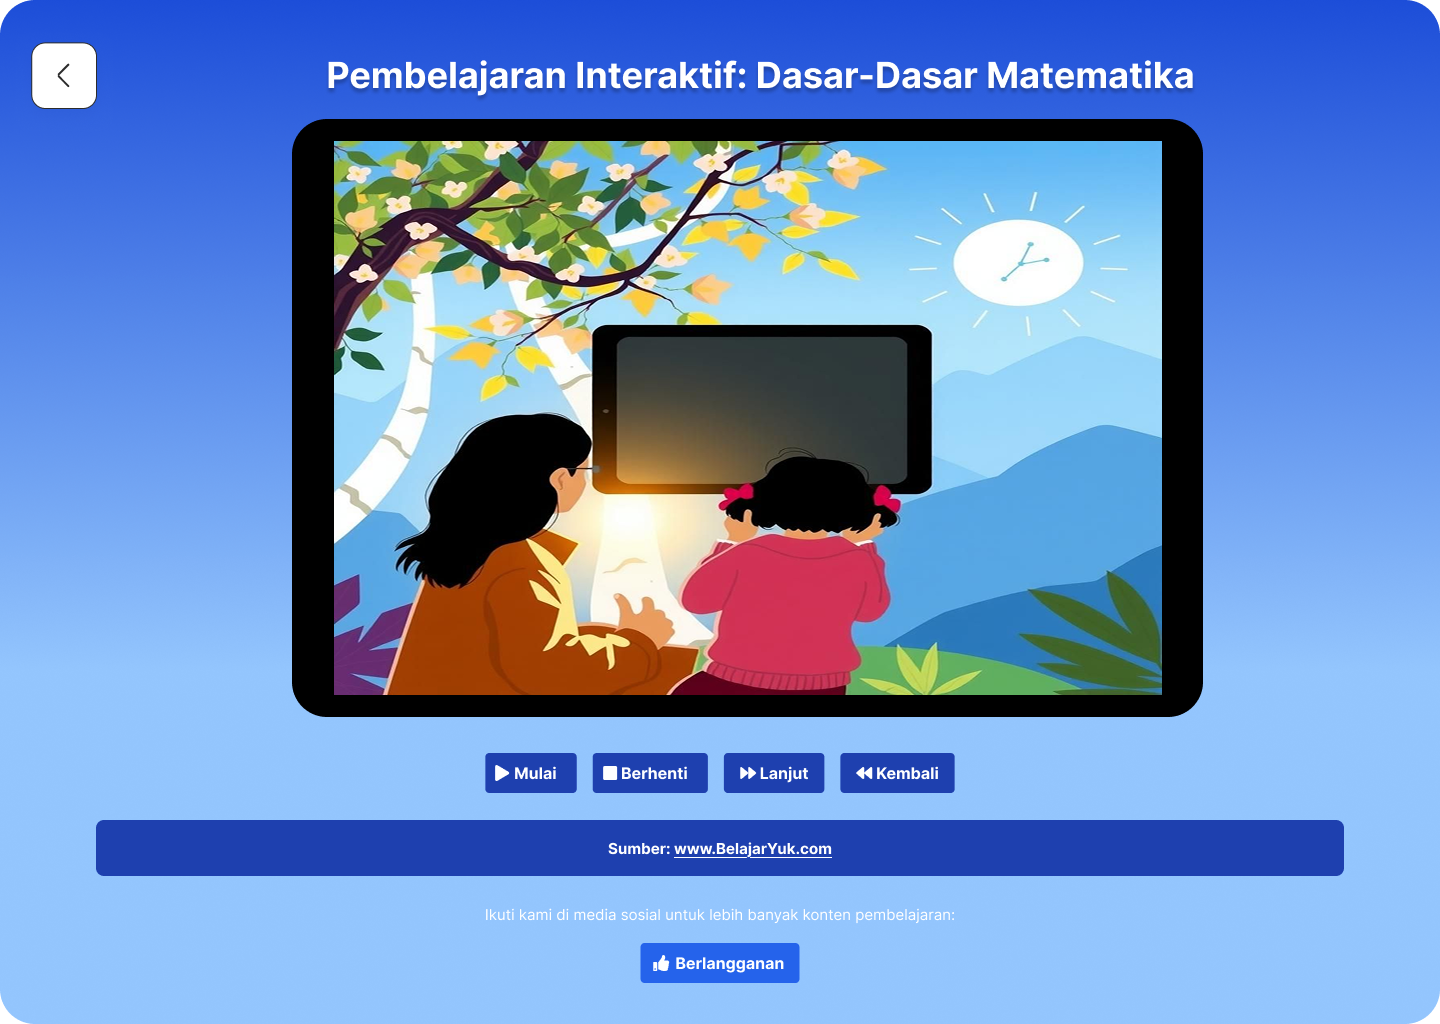 Pembelajaran Interaktif: Dasar-Dasar Matematika
Mulai
Berhenti
Lanjut
Kembali
Sumber: www.BelajarYuk.com
Ikuti kami di media sosial untuk lebih banyak konten pembelajaran:
Berlangganan